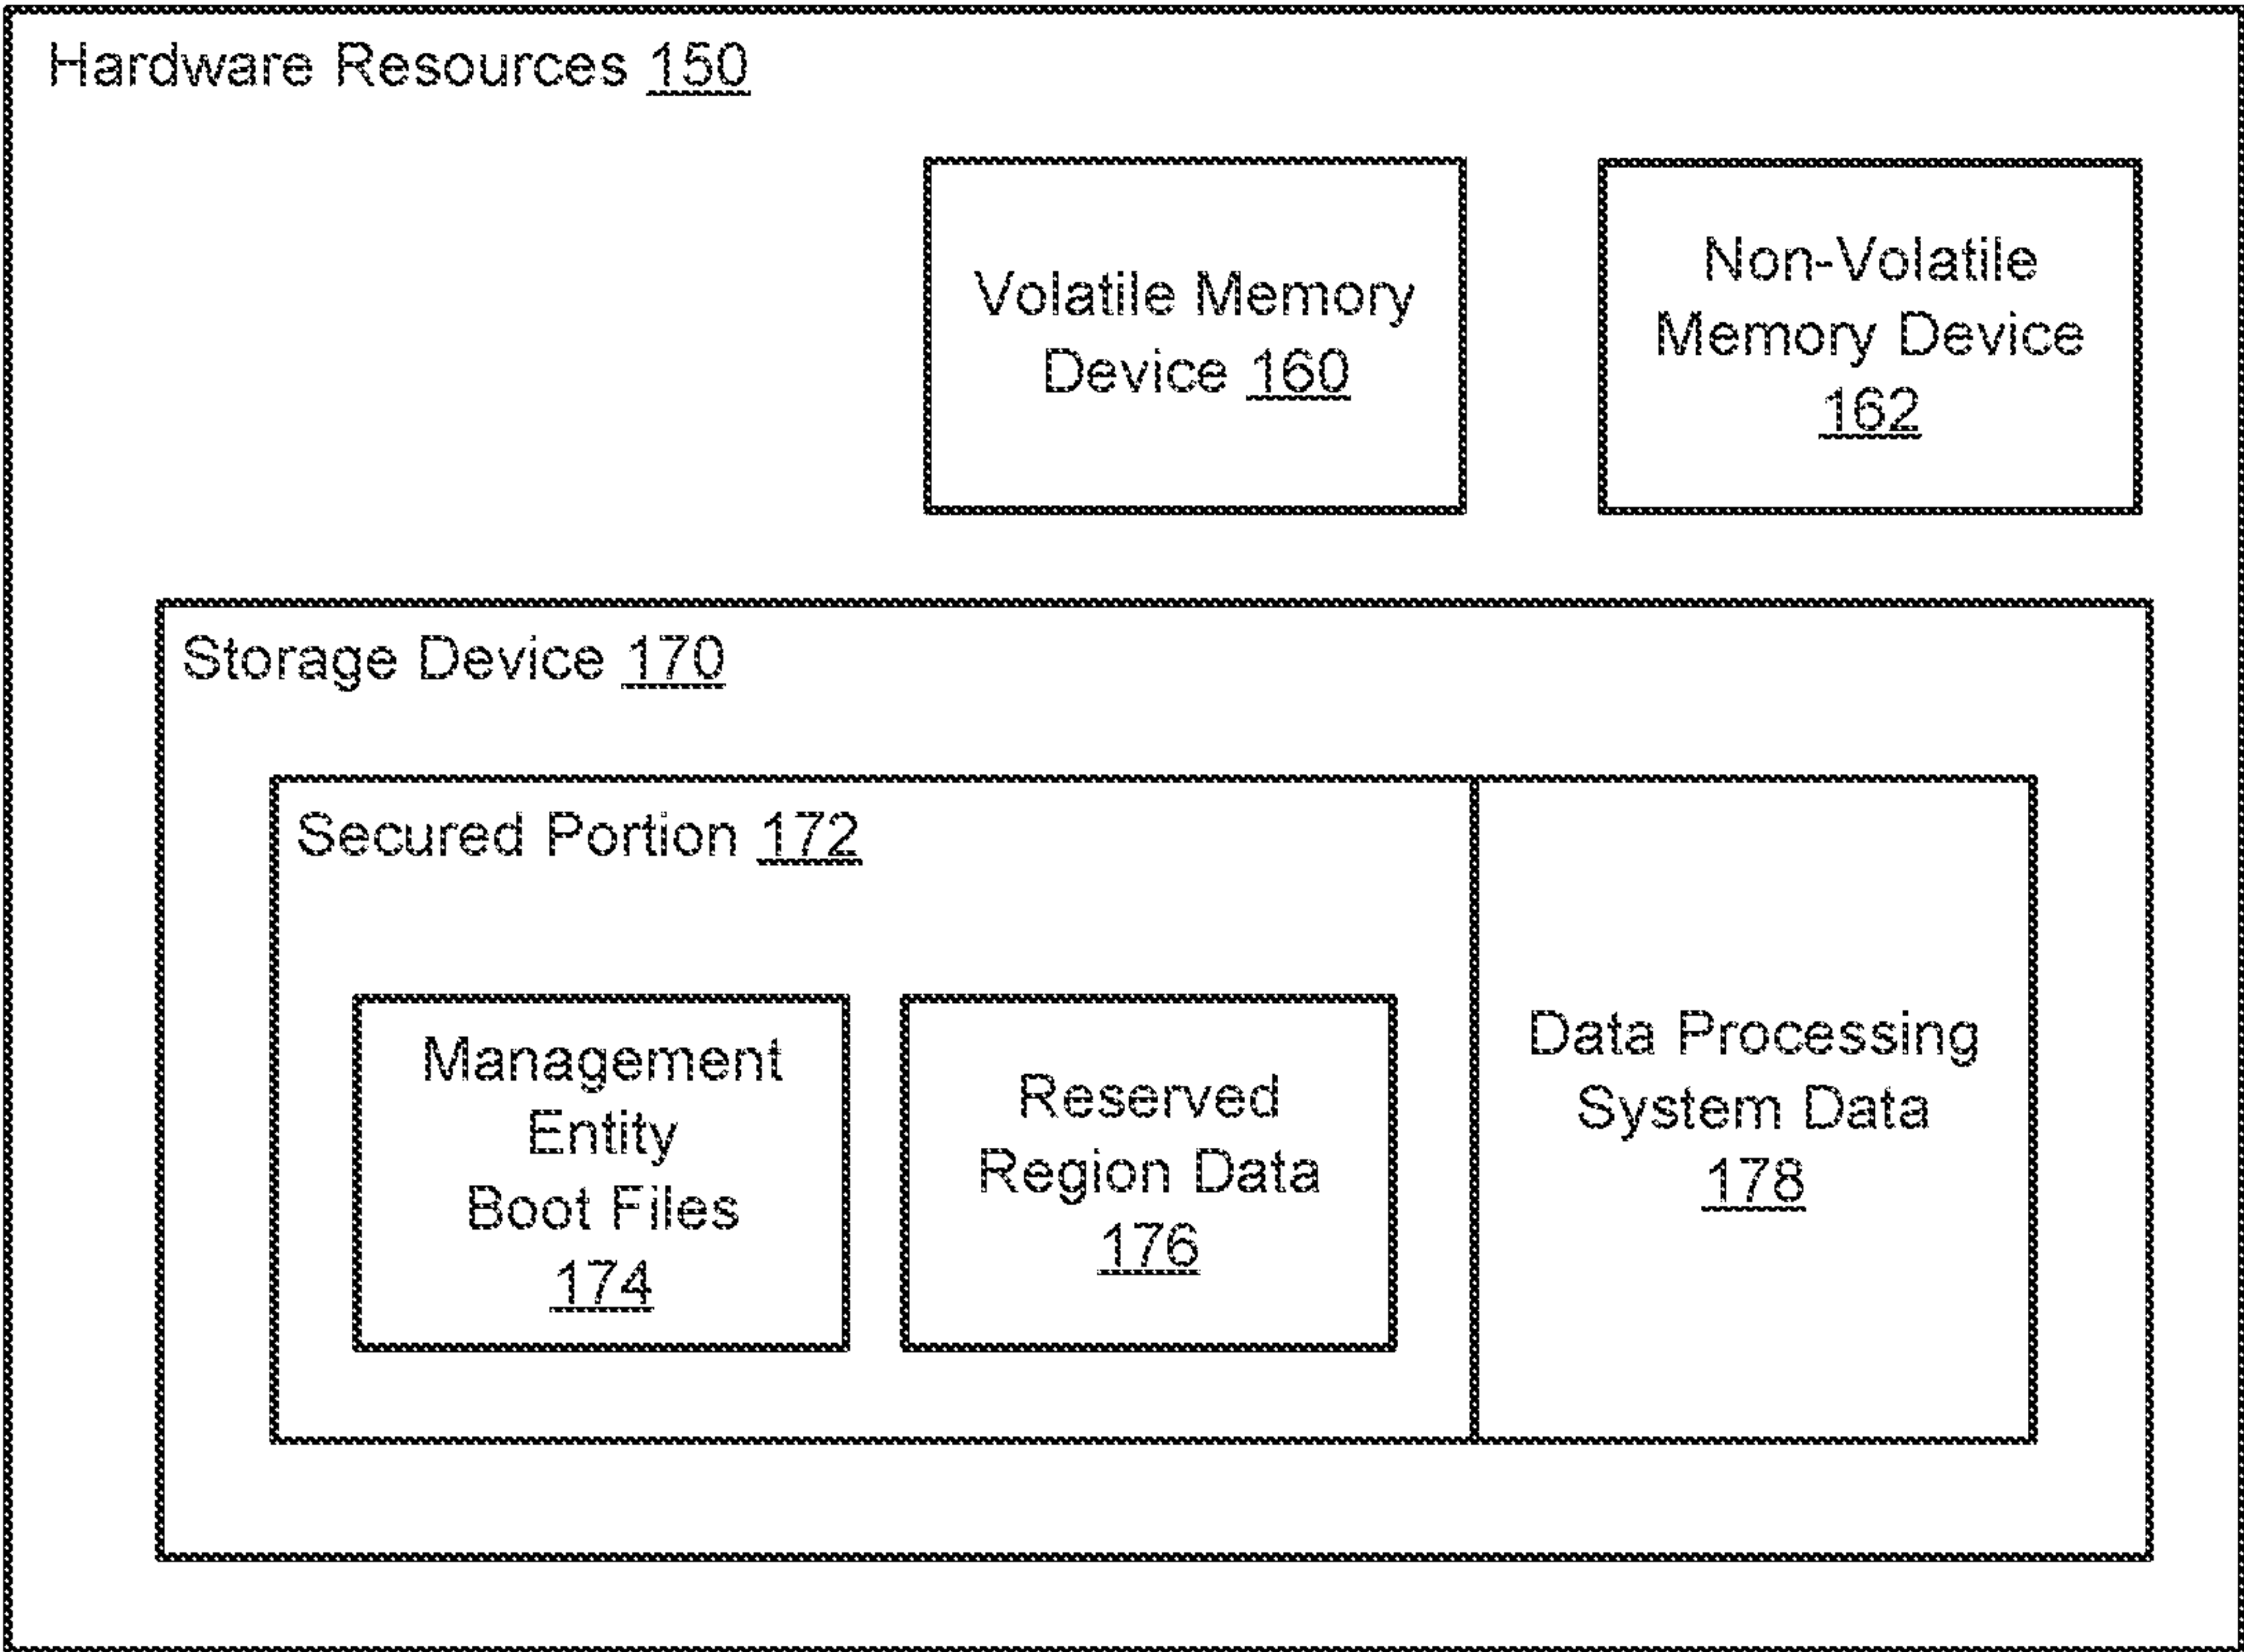 Hardware Resources 150
Volatile Memory
Device 160
Non-Volatile
Memory Device
162
Storage Device 170
Secured Portion 172
Management
Entity
Boot Files
174
Reserved
Region Data
176
Data Processing
System Data
178